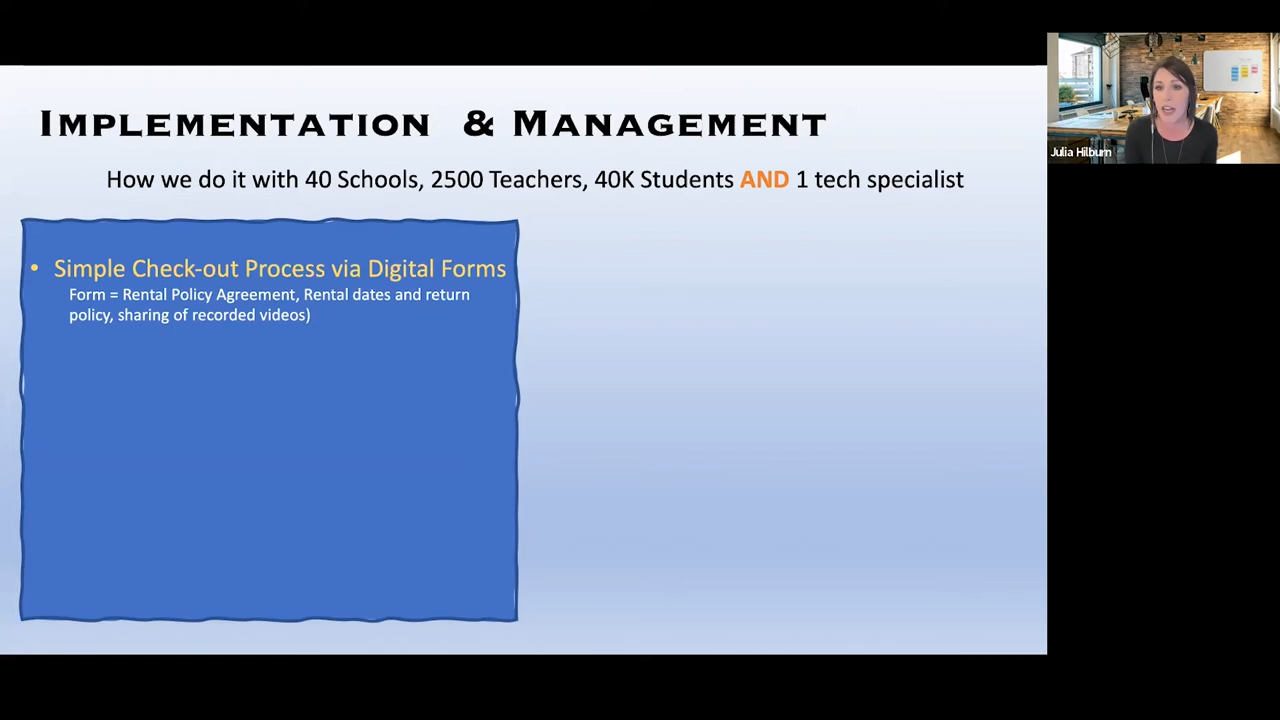 IMPLEMENTATION & MANAGEMENT
How we do it with 40 Schools, 2500 Teachers, 40K Students AND 1 tech specialist
• Simple Check-out Process via Digital Forms
Form = Rental Policy Agreement, Rental dates and return
policy, sharing of recorded videos)
Julia Hilburn